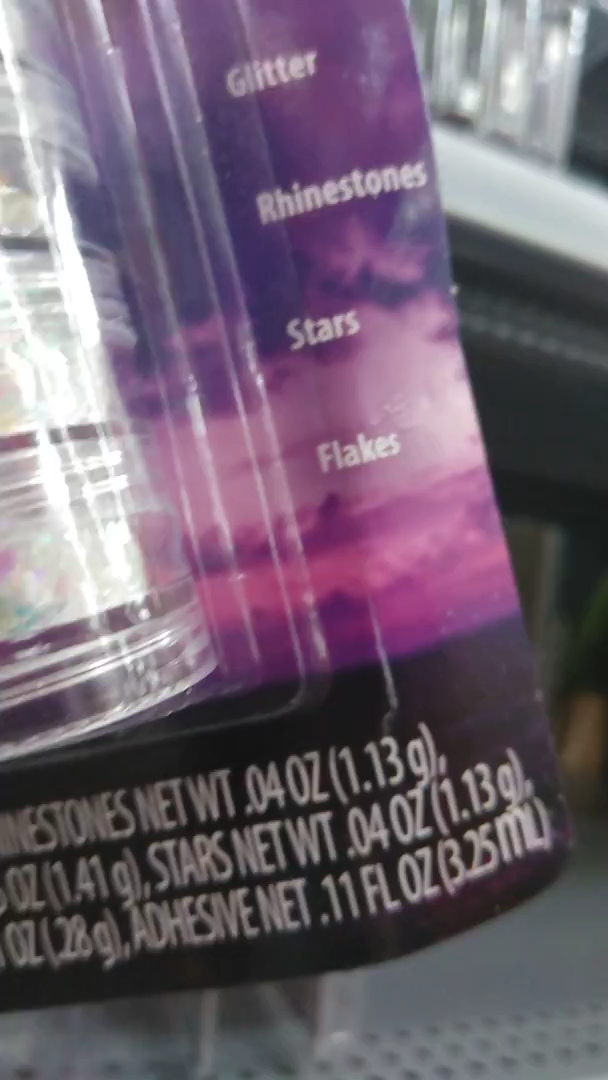 Glitter
Rhinestones
Stars
Flakes
NET WT .04 OZ (1.13 g),
OZ (1.41 g), STARS NET WT .04 OZ (1.13 g),
OZ (.28 g), ADHESIVE NET .11 FL OZ (3.25 mL)